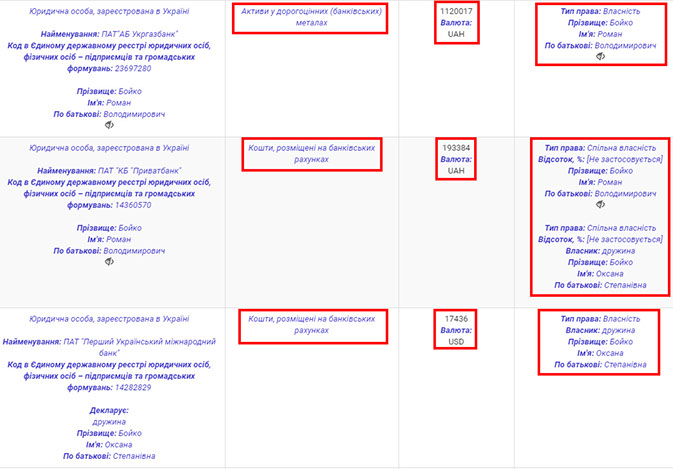 Юридична особа, зареєстрована в Україні
Найменування: ПАТ"АБ Укргазбанк"
Код в Єдиному державному реєстрі юридичних осіб,
фізичних осіб – підприємців та громадських
формувань: 23697280
Прізвище: Бойко
Ім'я: Роман
По батькові: Володимирович
Активи у дорогоцінних (банківських)
металах
1120017
Валюта:
UAH
Тип права: Власність
Прізвище: Бойко
Ім'я: Роман
По батькові: Володимирович
Юридична особа, зареєстрована в Україні
Найменування: ПАТ "КБ "Приватбанк"
Код в Єдиному державному реєстрі юридичних осіб,
фізичних осіб – підприємців та громадських
формувань: 14360570
Прізвище: Бойко
Ім'я: Роман
По батькові: Володимирович
Кошти, розміщені на банківських
рахунках
193384
Валюта:
UAH
Тип права: Спільна власність
Відсоток, %: [Не застосовується]
Прізвище: Бойко
Ім'я: Роман
По батькові: Володимирович
Тип права: Спільна власність
Відсоток, %: [Не застосовується]
Власник: дружина
Прізвище: Бойко
Ім'я: Оксана
По батькові: Степанівна
Юридична особа, зареєстрована в Україні
Найменування: ПАТ "Перший Український міжнародний
банк"
Код в Єдиному державному реєстрі юридичних осіб,
фізичних осіб – підприємців та громадських
формувань: 14282829
Декларує:
дружина
Прізвище: Бойко
Ім'я: Оксана
По батькові: Степанівна
Кошти, розміщені на банківських
рахунках
17436
Валюта:
USD
Тип права: Власність
Власник: дружина
Прізвище: Бойко
Ім'я: Оксана
По батькові: Степанівна